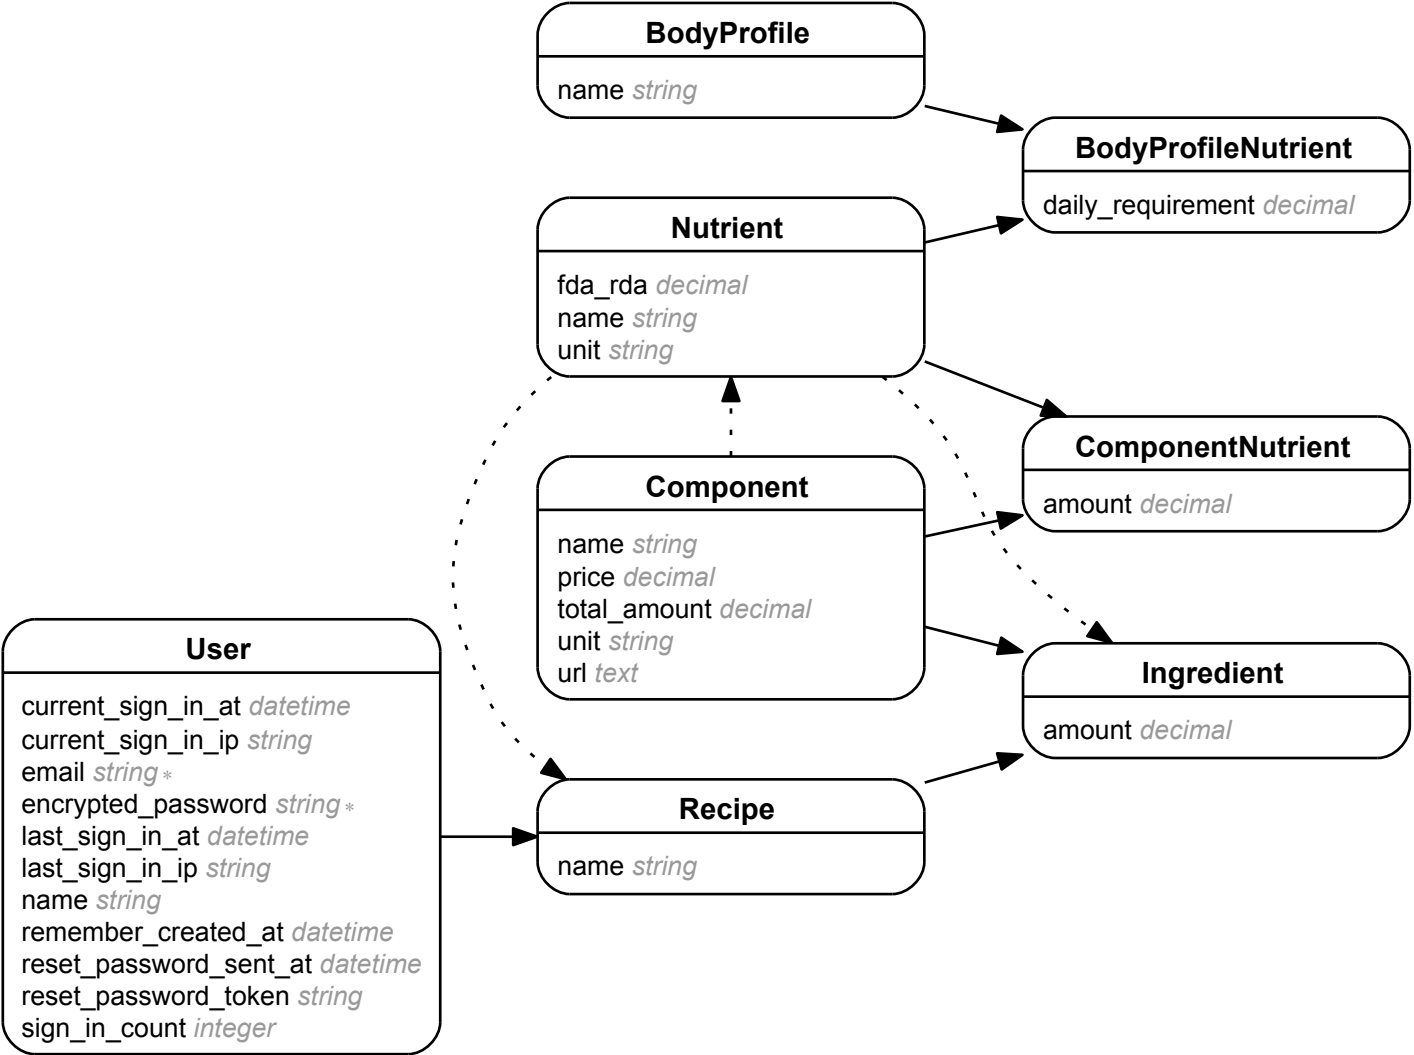 BodyProfile
name string
BodyProfileNutrient
daily_requirement decimal
Nutrient
fda_rda decimal
name string
unit string
ComponentNutrient
amount decimal
Component
name string
price decimal
total_amount decimal
unit string
url text
User
current_sign_in_at datetime
current_sign_in_ip string
email string *
encrypted_password string *
last_sign_in_at datetime
last_sign_in_ip string
name string
remember_created_at datetime
reset_password_sent_at datetime
reset_password_token string
sign_in_count integer
Ingredient
amount decimal
Recipe
name string